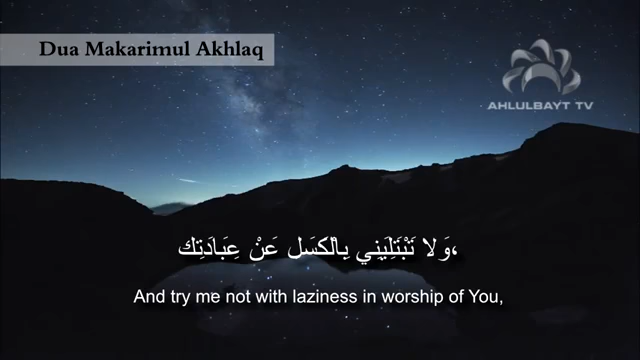 Dua Makarimul Akhlaq
AHLULBAYT TV
وَلا تَبْتَلِيَنِي بِالْكَسَلِ عَنْ عِبَادَتِكَ،
And try me not with laziness in worship of You,